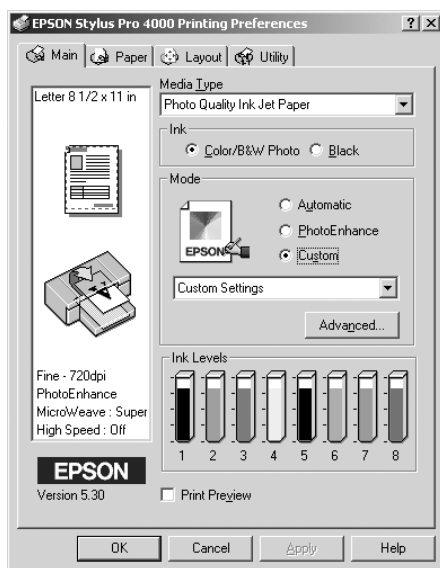 EPSON Stylus Pro 4000 Printing Preferences
Main Paper Layout Utility
Letter 8 1/2 x 11 in
Media Type
Photo Quality Ink Jet Paper
Ink
Color/B&W Photo Black
Mode
EPSON
Automatic
PhotoEnhance
Custom
Custom Settings
Advanced...
Fine - 720dpi
PhotoEnhance
MicroWeave : Super
High Speed : Off
Ink Levels
1 2 3 4 5 6 7 8
EPSON
Version 5.30
Print Preview
OK Cancel Apply Help